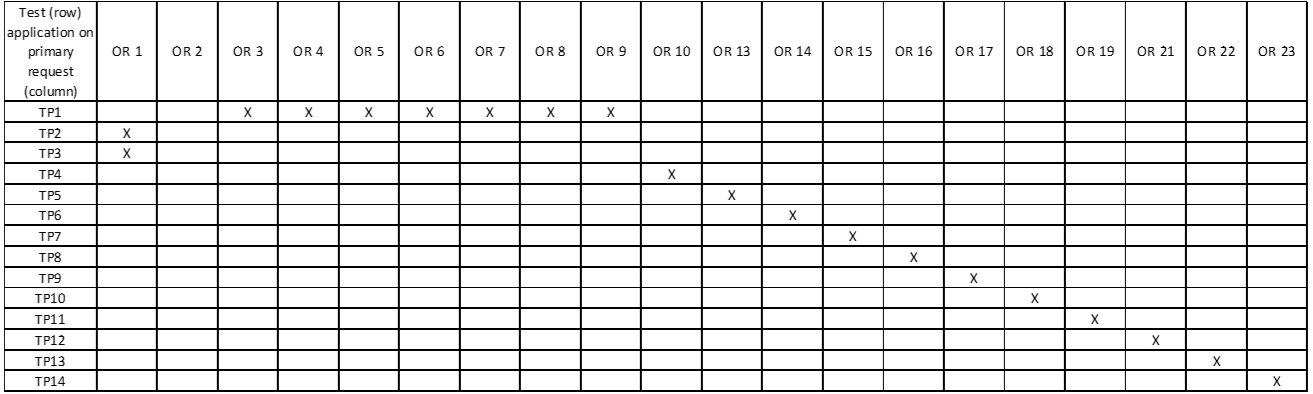 Test (row)
application on
primary
request
(column)
OR 1 OR 2 OR 3 OR 4 OR 5 OR 6 OR 7 OR 8 OR 9 OR 10 OR 13 OR 14 OR 15 OR 16 OR 17 OR 18 OR 19 OR 21 OR 22 OR 23
TP1 X X X X X X X
TP2 X
TP3 X
TP4 X
TP5 X
TP6 X
TP7 X
TP8 X
TP9 X
TP10 X
TP11 X
TP12 X
TP13 X
TP14 X